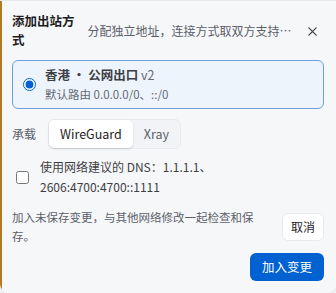 添加出站方
式
分配独立地址，连接方式取双方支持…
香港 · 公网出口 v2
默认路由 0.0.0.0/0、::/0
承载 WireGuard Xray
使用网络建议的 DNS：1.1.1.1、
2606:4700:4700::1111
加入未保存变更，与其他网络修改一起检查和保
存。
取消
加入变更